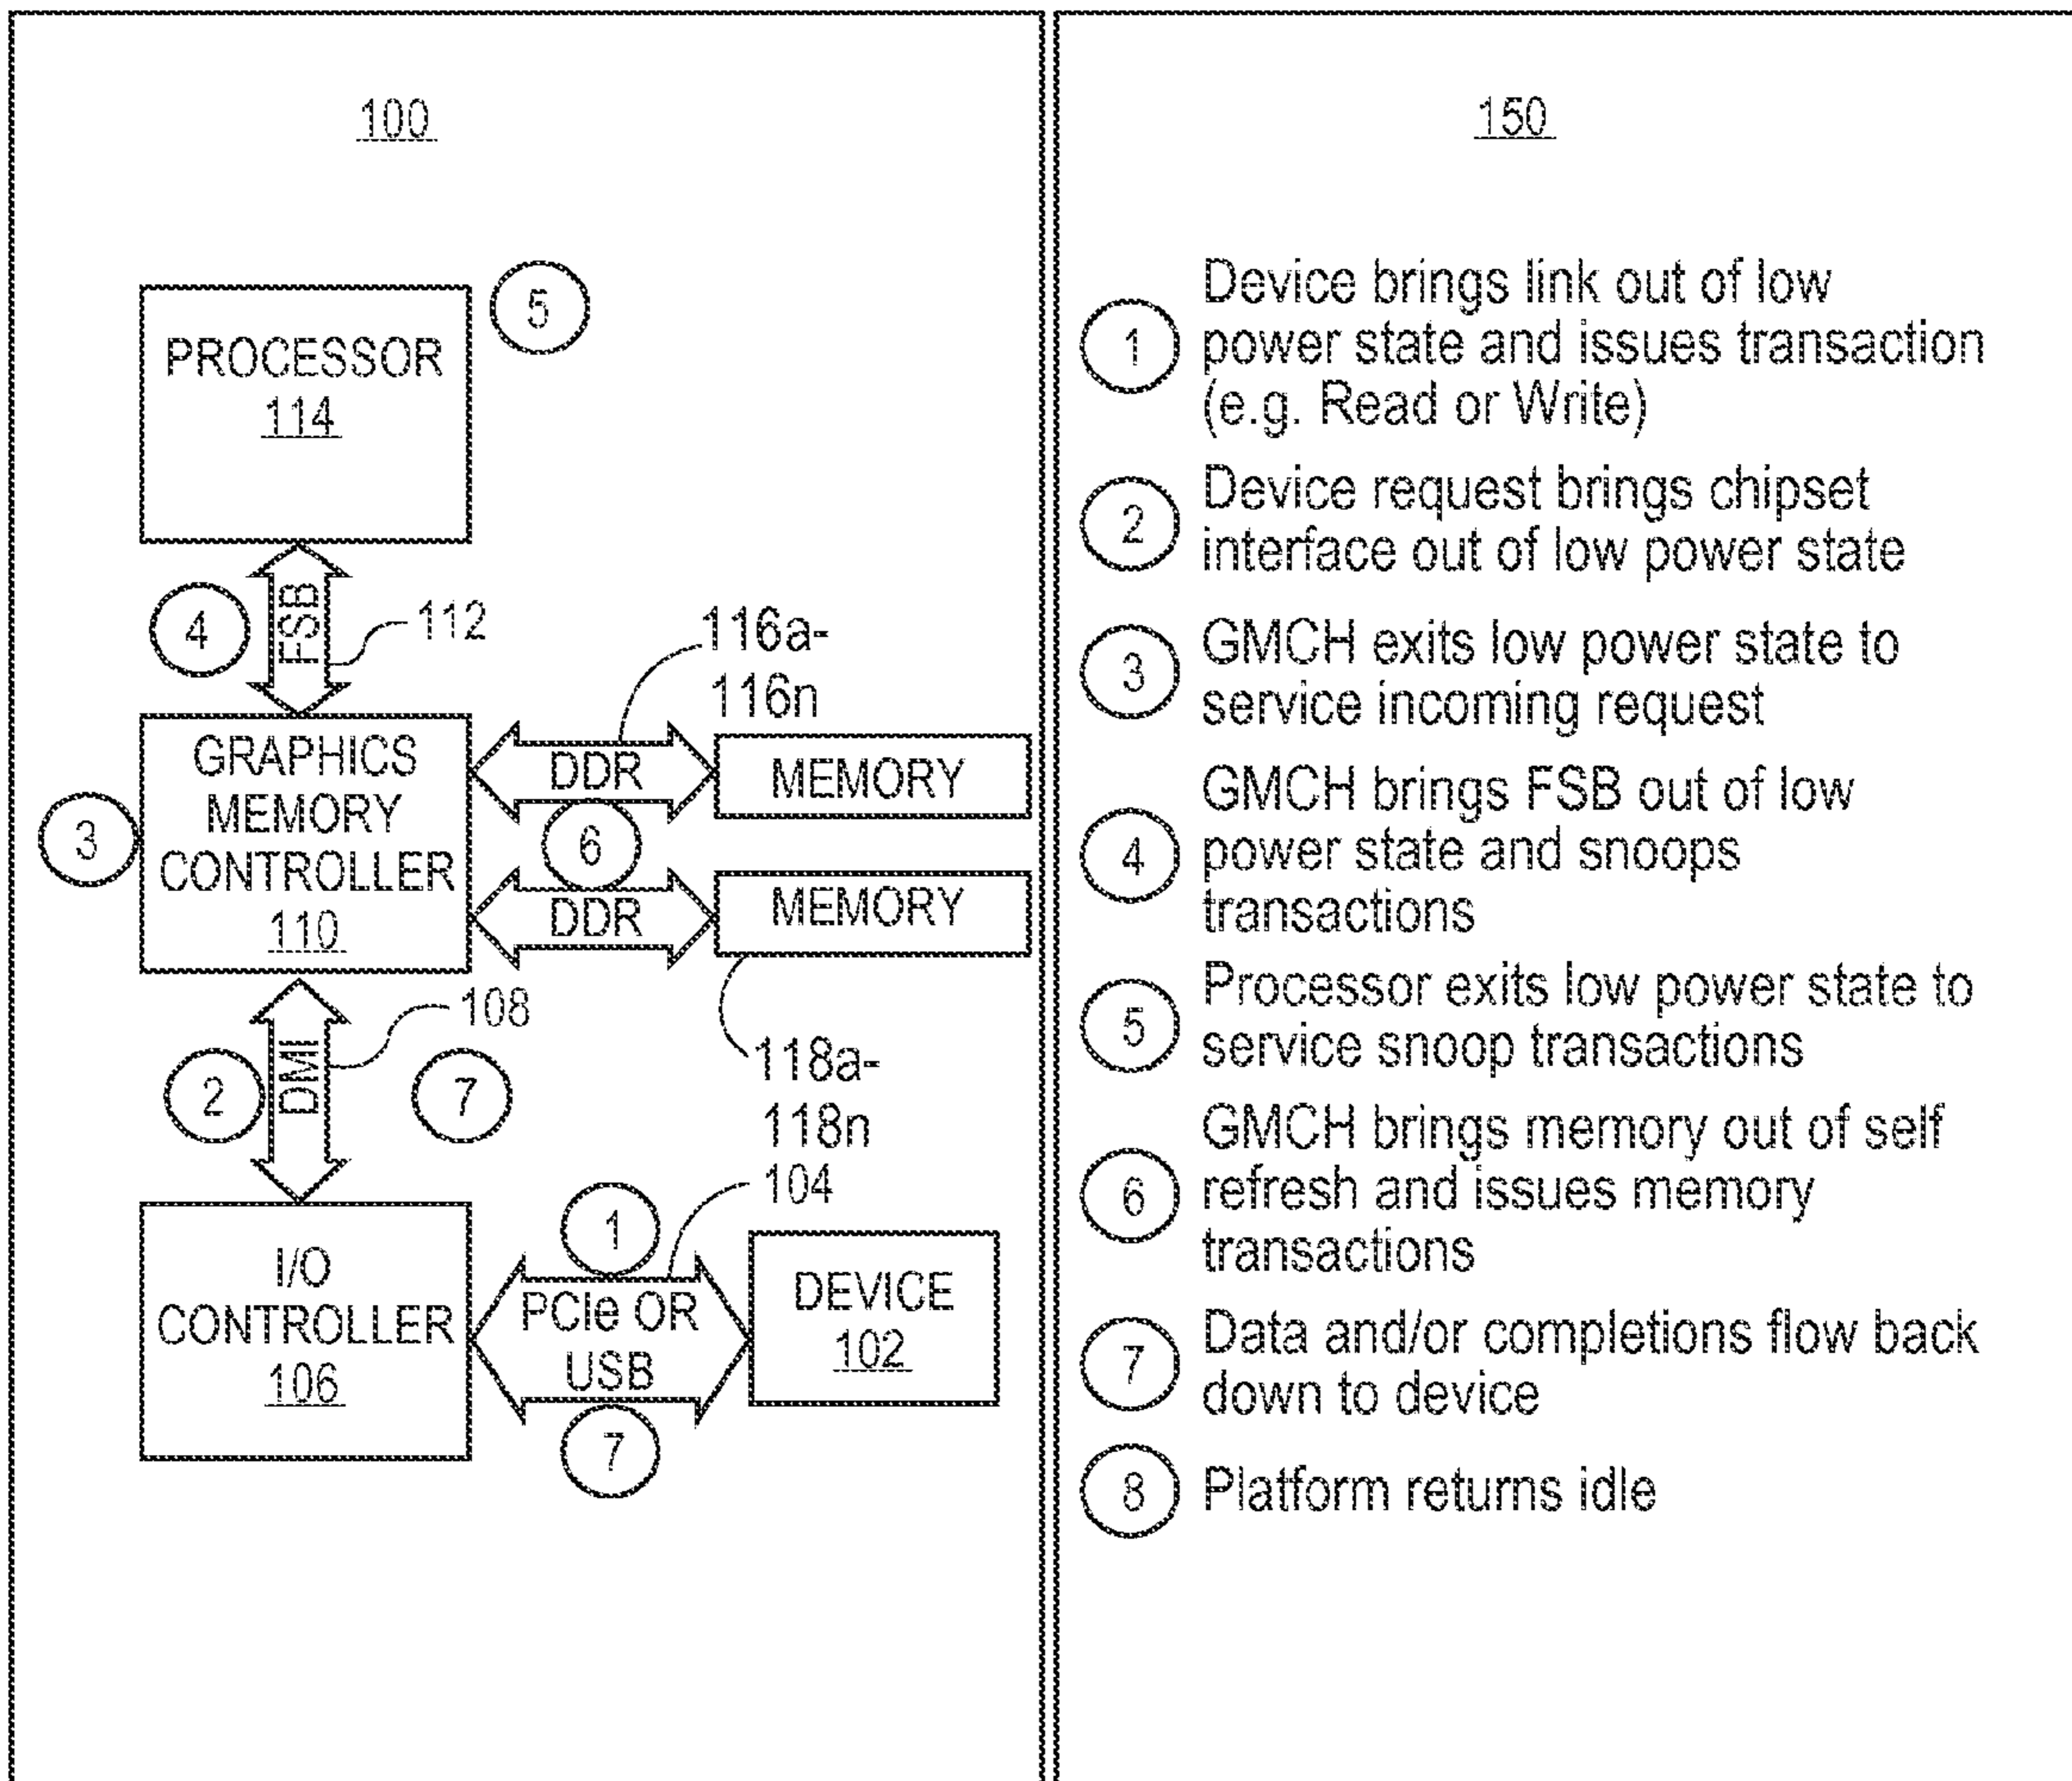 100
PROCESSOR
114
5
4
FSB
112
116a-
116n
GRAPHICS
MEMORY
CONTROLLER
110
3
DDR
MEMORY
6
DDR
MEMORY
118a-
118n
2
DMI
108
7
I/O
CONTROLLER
106
1
104
PCIe OR
USB
7
DEVICE
102
150
1
Device brings link out of low
power state and issues transaction
(e.g. Read or Write)
2
Device request brings chipset
interface out of low power state
3
GMCH exits low power state to
service incoming request
4
GMCH brings FSB out of low
power state and snoops
transactions
5
Processor exits low power state to
service snoop transactions
6
GMCH brings memory out of self
refresh and issues memory
transactions
7
Data and/or completions flow back
down to device
8
Platform returns idle